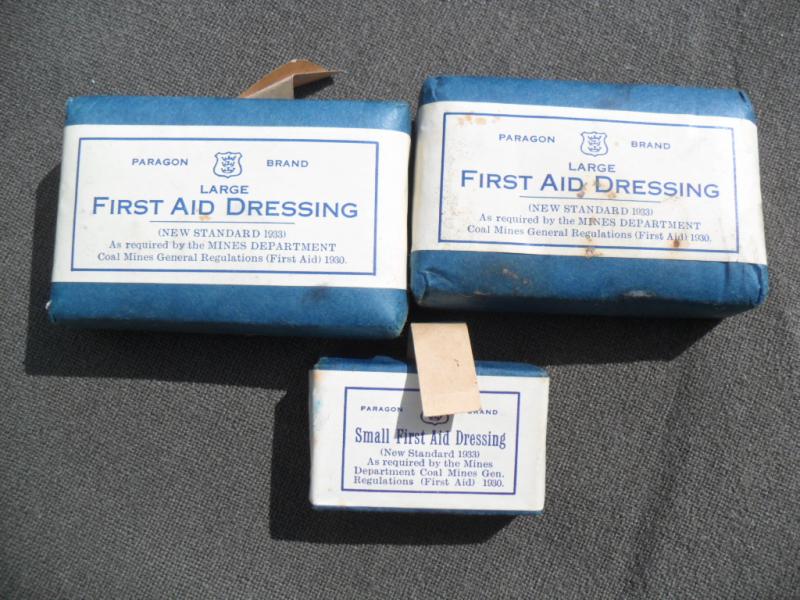 PARAGON BRAND
LARGE
FIRST AID DRESSING
(NEW STANDARD 1933)
As required by the MINES DEPARTMENT
Coal Mines General Regulations (First Aid) 1930.
PARAGON BRAND
LARGE
FIRST AID DRESSING
(NEW STANDARD 1933)
As required by the MINES DEPARTMENT
Coal Mines General Regulations (First Aid) 1930.
PARAGON BRAND
Small First Aid Dressing
(New Standard 1933)
As required by the Mines
Department Coal Mines Gen.
Regulations (First Aid) 1930.